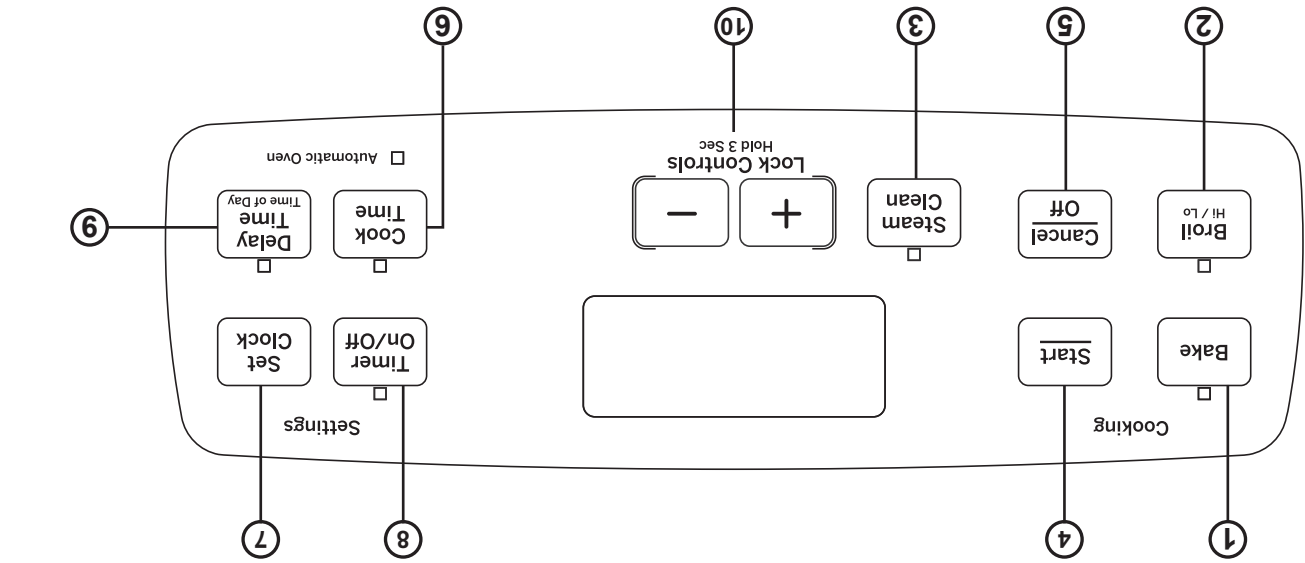 1
4
8
7
Cooking
Settings
Bake
Start
Timer
On/Off
Set
Clock
Broil
Hi / Lo
Cancel
Off
Steam
Clean
+
−
Lock Controls
Hold 3 Sec
Cook
Time
Delay
Time
Time of Day
9
Automatic Oven
2
5
3
10
6